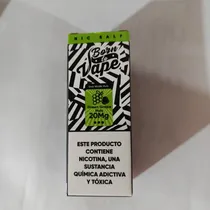 NIC SALT
Born
to
Vape
20Mg
ESTE PRODUCTO
CONTIENE
NICOTINA, UNA
SUSTANCIA
QUÍMICA ADICTIVA
Y TÓXICA